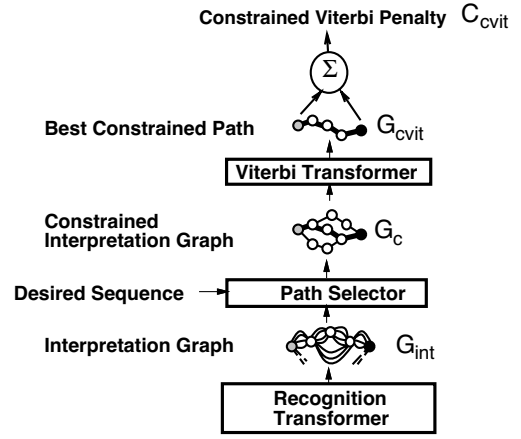 Constrained Viterbi Penalty C_cvit
Σ
Best Constrained Path G_cvit
Viterbi Transformer
Constrained
Interpretation Graph G_c
Desired Sequence Path Selector
Interpretation Graph G_int
Recognition
Transformer